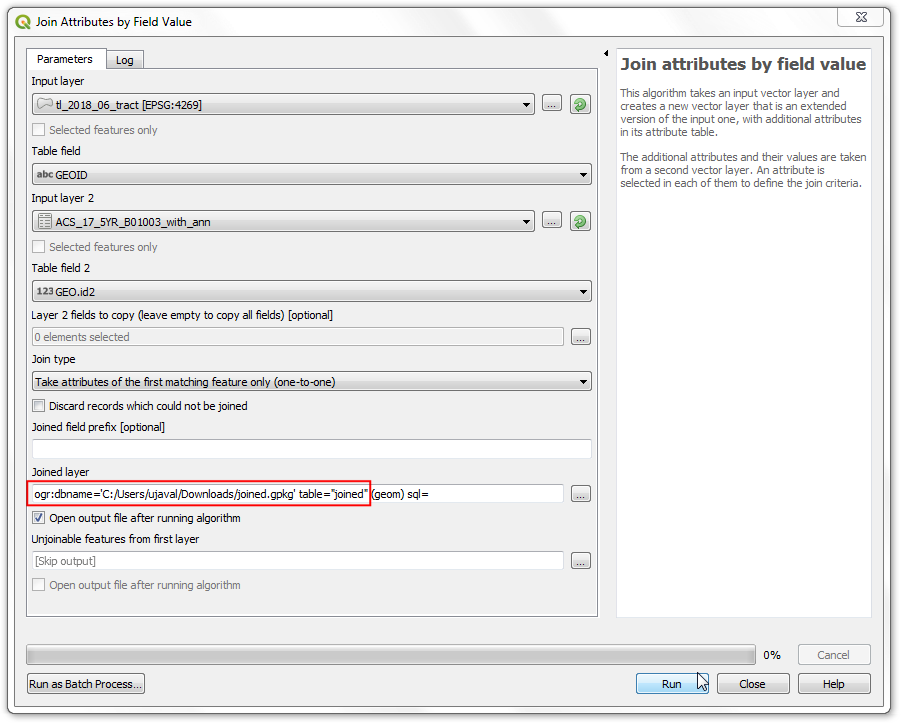 Join Attributes by Field Value
Parameters
Log
Input layer
tl_2018_06_tract [EPSG:4269]
...
Selected features only
Table field
abc GEOID
Input layer 2
ACS_17_5YR_B01003_with_ann
...
Selected features only
Table field 2
123 GEO.id2
Layer 2 fields to copy (leave empty to copy all fields) [optional]
0 elements selected
...
Join type
Take attributes of the first matching feature only (one-to-one)
Discard records which could not be joined
Joined field prefix [optional]
Joined layer
ogr:dbname='C:/Users/ujaval/Downloads/joined.gpkg' table="joined" (geom) sql=
...
Open output file after running algorithm
Unjoinable features from first layer
[Skip output]
...
Open output file after running algorithm
Join attributes by field value
This algorithm takes an input vector layer and
creates a new vector layer that is an extended
version of the input one, with additional attributes
in its attribute table.
The additional attributes and their values are taken
from a second vector layer. An attribute is
selected in each of them to define the join criteria.
0%
Cancel
Run as Batch Process...
Run
Close
Help